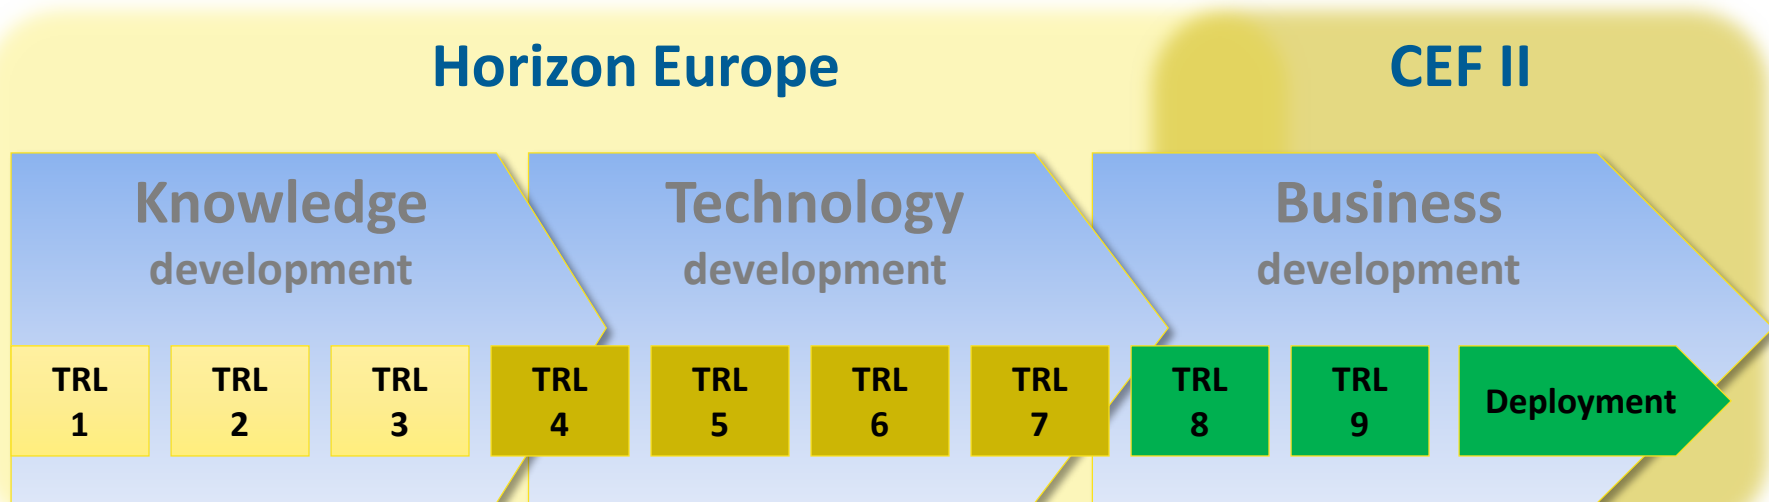 Horizon Europe
CEF II
Knowledge
development
Technology
development
Business
development
TRL
1
TRL
2
TRL
3
TRL
4
TRL
5
TRL
6
TRL
7
TRL
8
TRL
9
Deployment